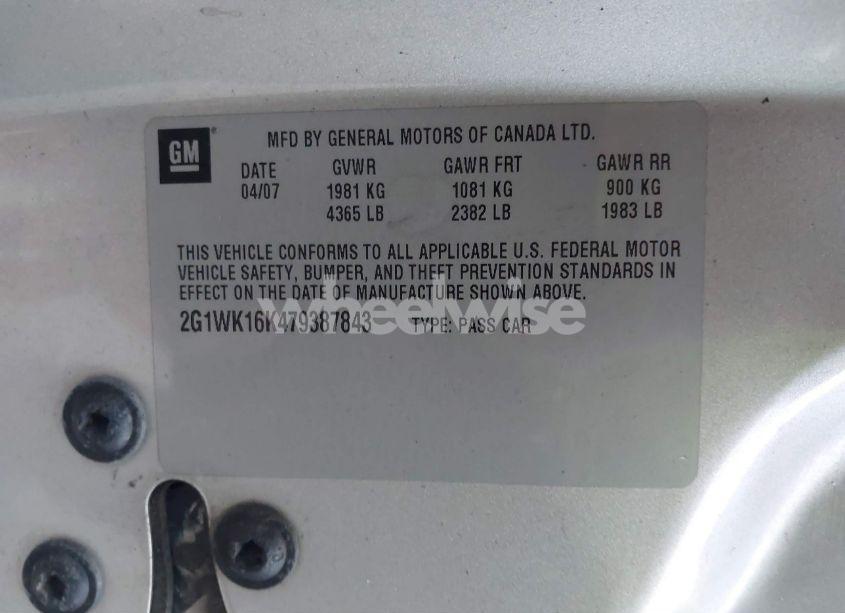 GM
MFD BY GENERAL MOTORS OF CANADA LTD.
DATE GVWR GAWR FRT GAWR RR
04/07 1981 KG 1081 KG 900 KG
4365 LB 2382 LB 1983 LB
THIS VEHICLE CONFORMS TO ALL APPLICABLE U.S. FEDERAL MOTOR
VEHICLE SAFETY, BUMPER, AND THEFT PREVENTION STANDARDS IN
EFFECT ON THE DATE OF MANUFACTURE SHOWN ABOVE.
2G1WK16K479387843 TYPE: PASS CAR
wheelwise